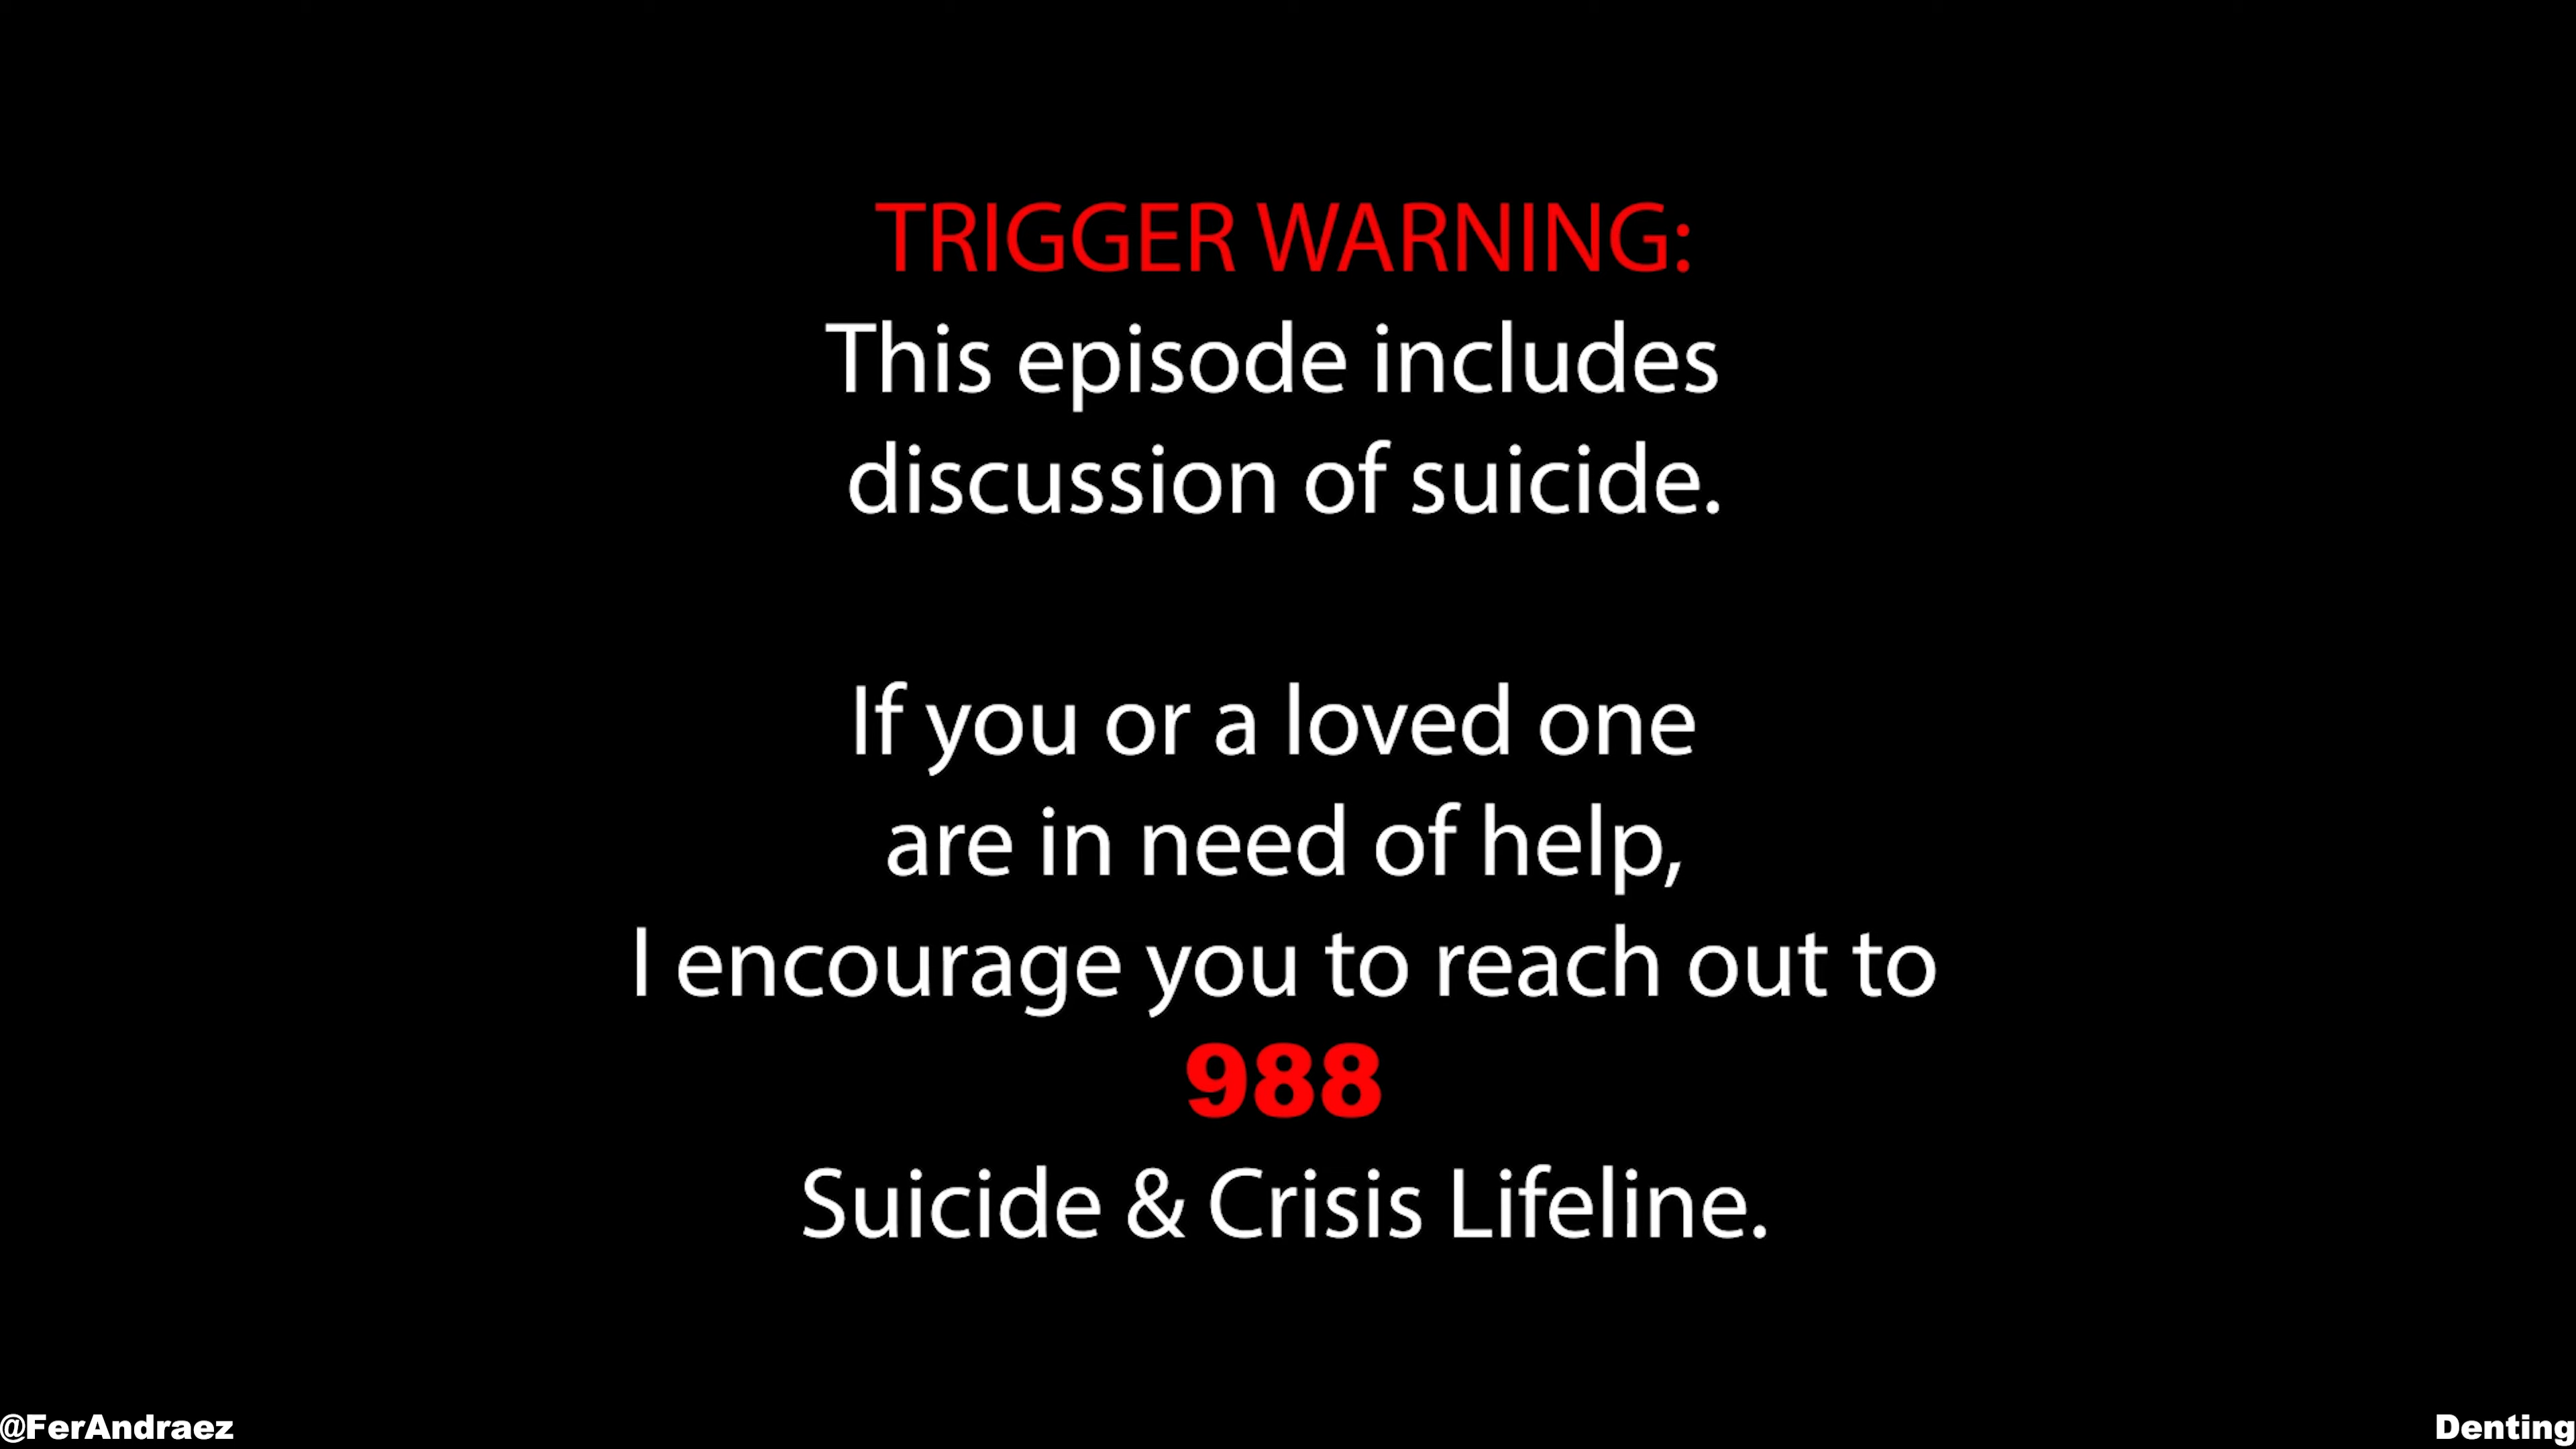 TRIGGER WARNING:
This episode includes
discussion of suicide.
If you or a loved one
are in need of help,
I encourage you to reach out to
988
Suicide & Crisis Lifeline.
@FerAndraez
Denting